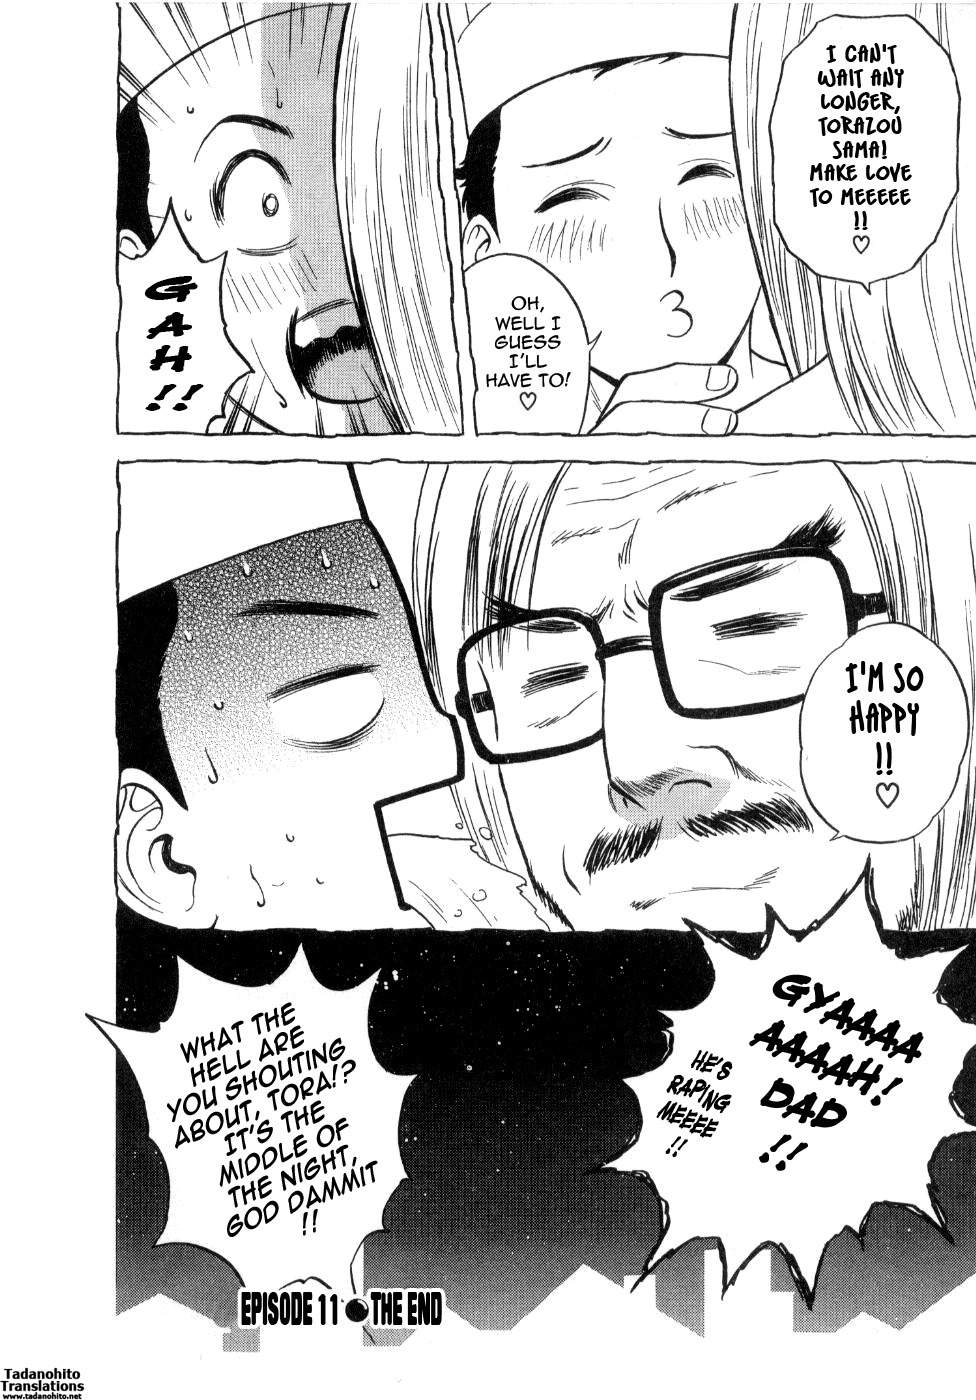 I CAN'T
WAIT ANY
LONGER,
TORAZOU
SAMA!
MAKE LOVE
TO MEEEEE
!!
♡
OH,
WELL I
GUESS
I'LL
HAVE TO!
♡
GAH!!
I'M SO
HAPPY
!!
♡
GYAAAA
AAAAH!
DAD
!!
HE'S
RAPING
MEEEE
!!
WHAT THE
HELL ARE
YOU SHOUTING
ABOUT, TORA!?
IT'S THE
MIDDLE OF
THE NIGHT,
GOD DAMMIT
!!
EPISODE 11●THE END
Tadanohito
Translations
www.tadanohito.net